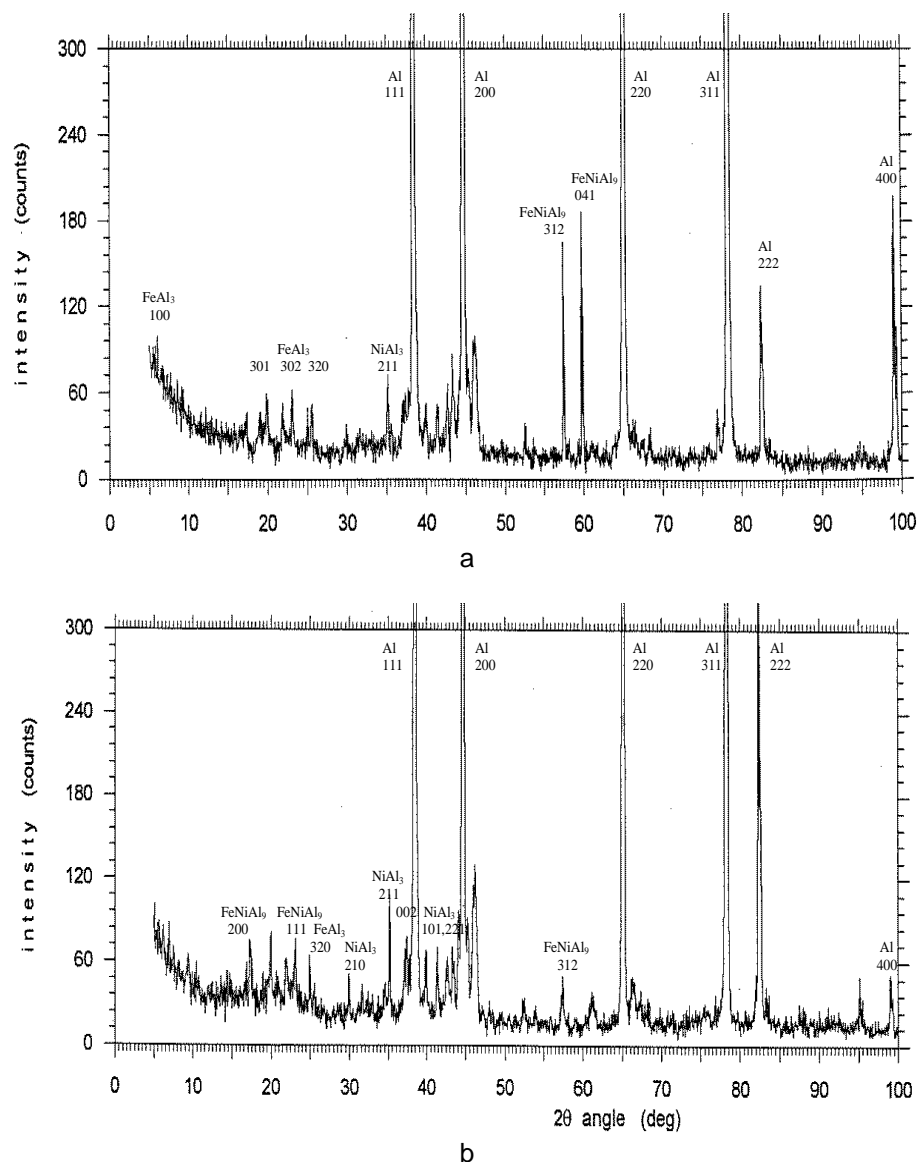 300
240
180
120
60
0
intensity (counts)
Al
111
Al
200
Al
220
Al
311
FeNiAl₉
041
FeNiAl₉
312
Al
400
Al
222
FeAl₃
100
FeAl₃
301 302 320
NiAl₃
211
0 10 20 30 40 50 60 70 80 90 100
a
300
240
180
120
60
0
intensity (counts)
Al
111
Al
200
Al
220
Al
311
Al
222
NiAl₃
211
002
NiAl₃
101,221
FeNiAl₉
200
FeNiAl₉
111
FeAl₃
320
NiAl₃
210
FeNiAl₉
312
Al
400
0 10 20 30 40 50 60 70 80 90 100
2θ angle (deg)
b